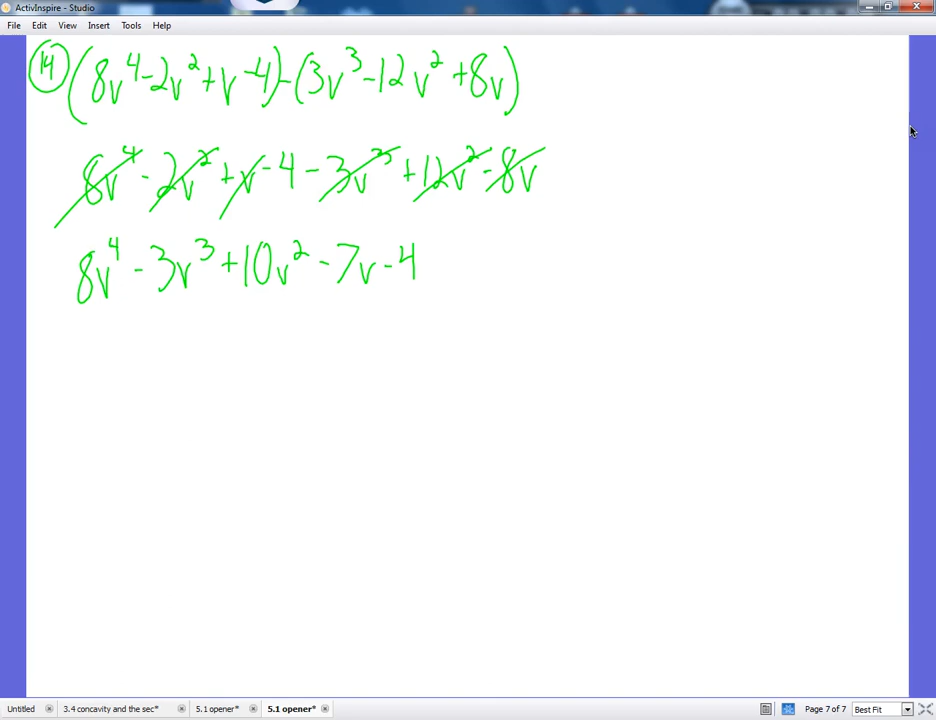 ActivInspire - Studio
File Edit View Insert Tools Help
14 (8v⁴-2v²+v-4)-(3v³-12v²+8v)
8v⁴-2v²+v-4-3v³+12v²-8v
8v⁴-3v³+10v²-7v-4
Untitled 3.4 concavity and the sec* 5.1 opener* 5.1 opener* Page 7 of 7 Best Fit